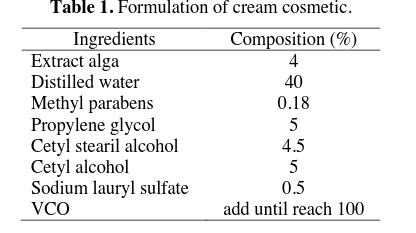 Table 1. Formulation of cream cosmetic.
Ingredients Composition (%)
Extract alga 4
Distilled water 40
Methyl parabens 0.18
Propylene glycol 5
Cetyl stearil alcohol 4.5
Cetyl alcohol 5
Sodium lauryl sulfate 0.5
VCO add until reach 100